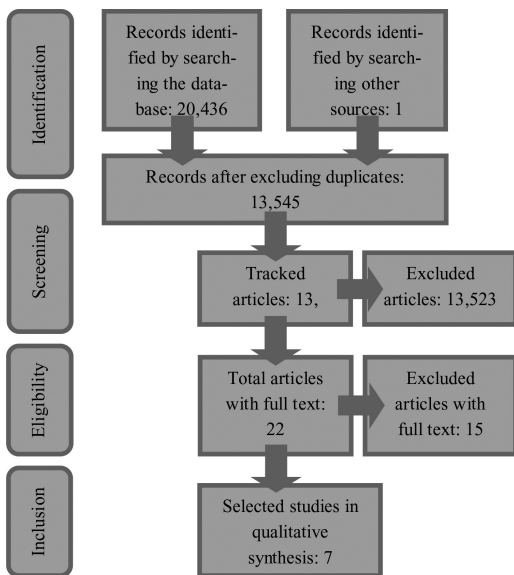 Identification
Records identi-
fied by search-
ing the data-
base: 20,436
Records identi-
fied by search-
ing other
sources: 1
Records after excluding duplicates:
13,545
Screening
Tracked
articles: 13,
Excluded
articles: 13,523
Eligibility
Total articles
with full text:
22
Excluded
articles with
full text: 15
Inclusion
Selected studies in
qualitative
synthesis: 7